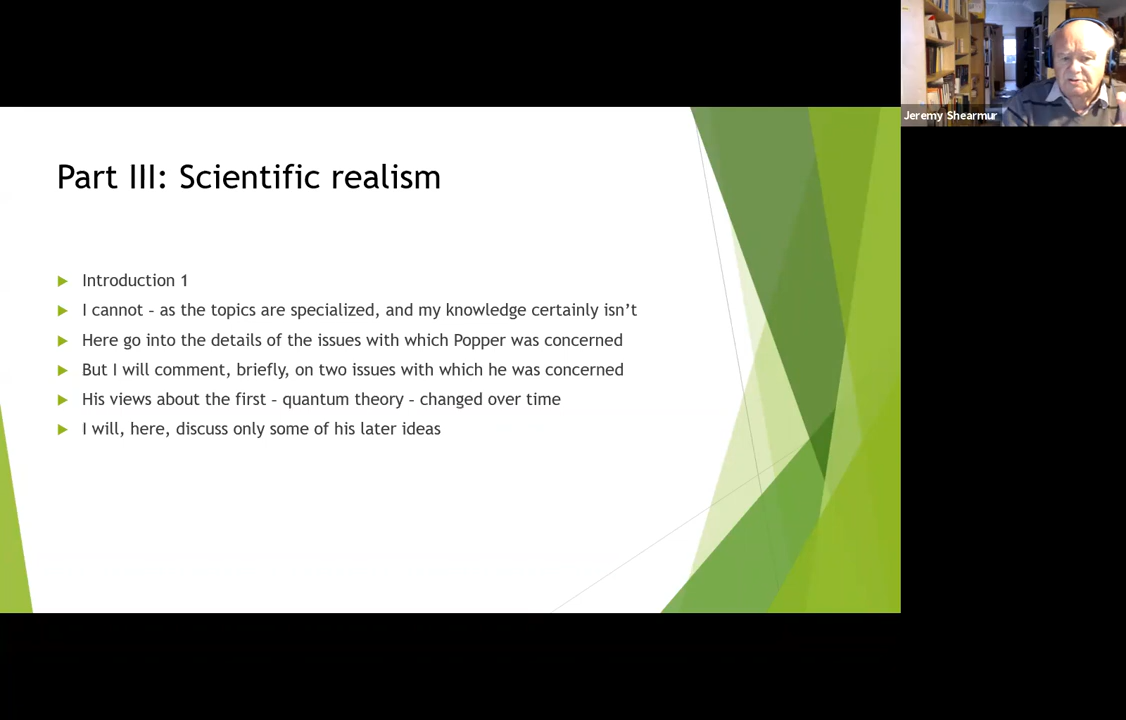 Jeremy Shearmur
Part III: Scientific realism
Introduction 1
I cannot – as the topics are specialized, and my knowledge certainly isn’t
Here go into the details of the issues with which Popper was concerned
But I will comment, briefly, on two issues with which he was concerned
His views about the first – quantum theory – changed over time
I will, here, discuss only some of his later ideas